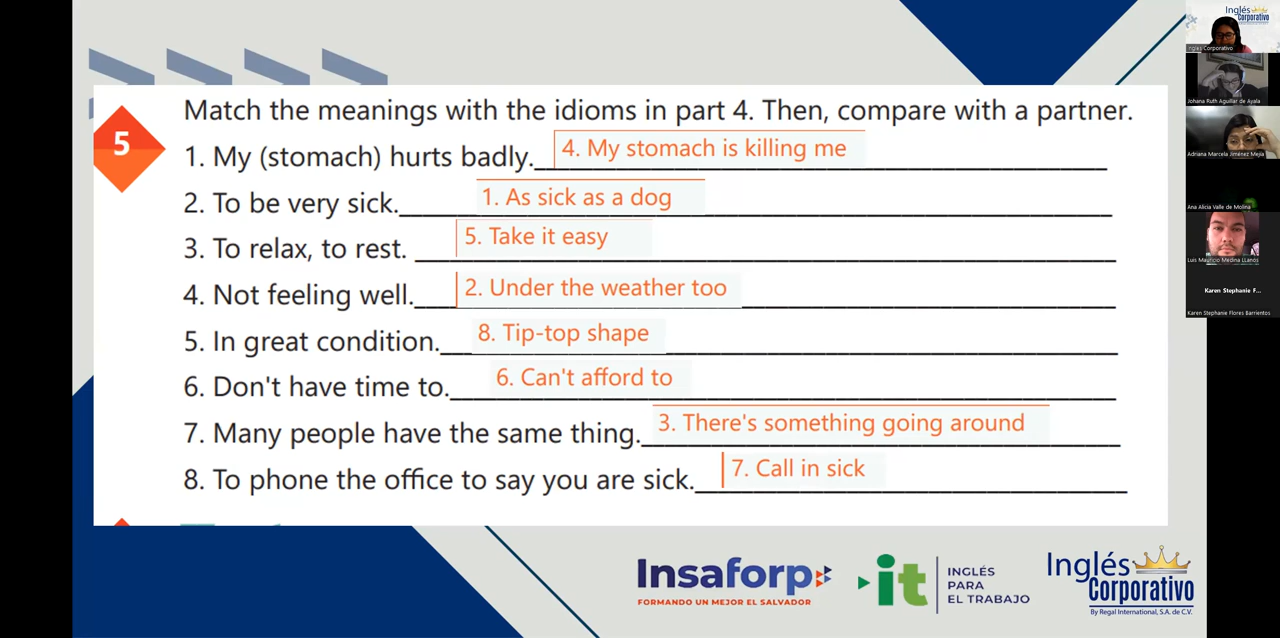 5
Match the meanings with the idioms in part 4. Then, compare with a partner.
1. My (stomach) hurts badly. 4. My stomach is killing me
2. To be very sick. 1. As sick as a dog
3. To relax, to rest. 5. Take it easy
4. Not feeling well. 2. Under the weather too
5. In great condition. 8. Tip-top shape
6. Don't have time to. 6. Can't afford to
7. Many people have the same thing. 3. There's something going around
8. To phone the office to say you are sick. 7. Call in sick
Insaforp
FORMANDO UN MEJOR EL SALVADOR
it
INGLÉS
PARA
EL TRABAJO
Inglés
Corporativo
By Regal International, S.A. de C.V.
Inglés
Corporativo
Inglés Corporativo
Johana Ruth Aguillar de Ayala
Adriana Marcela Jiménez Mejía
Ana Alicia Valle de Molina
Luis Mauricio Medina LLanos
Karen Stephanie F...
Karen Stephanie Flores Barrientos